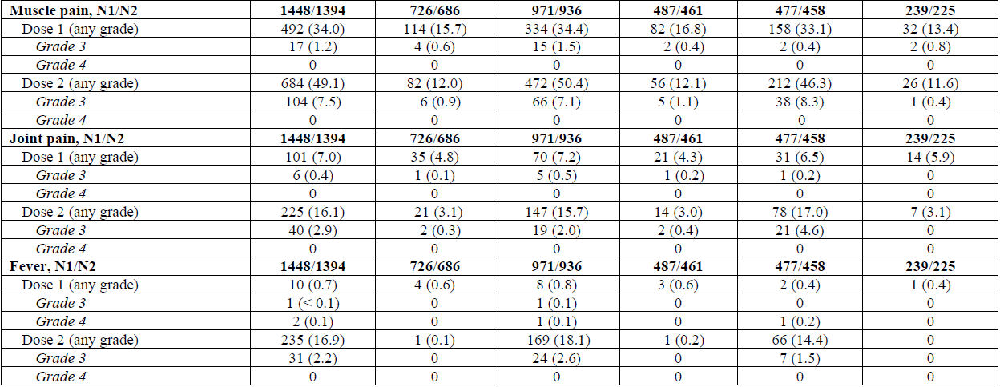 Muscle pain, N1/N2 1448/1394 726/686 971/936 487/461 477/458 239/225
Dose 1 (any grade) 492 (34.0) 114 (15.7) 334 (34.4) 82 (16.8) 158 (33.1) 32 (13.4)
Grade 3 17 (1.2) 4 (0.6) 15 (1.5) 2 (0.4) 2 (0.4) 2 (0.8)
Grade 4 0 0 0 0 0 0
Dose 2 (any grade) 684 (49.1) 82 (12.0) 472 (50.4) 56 (12.1) 212 (46.3) 26 (11.6)
Grade 3 104 (7.5) 6 (0.9) 66 (7.1) 5 (1.1) 38 (8.3) 1 (0.4)
Grade 4 0 0 0 0 0 0
Joint pain, N1/N2 1448/1394 726/686 971/936 487/461 477/458 239/225
Dose 1 (any grade) 101 (7.0) 35 (4.8) 70 (7.2) 21 (4.3) 31 (6.5) 14 (5.9)
Grade 3 6 (0.4) 1 (0.1) 5 (0.5) 1 (0.2) 1 (0.2) 0
Grade 4 0 0 0 0 0 0
Dose 2 (any grade) 225 (16.1) 21 (3.1) 147 (15.7) 14 (3.0) 78 (17.0) 7 (3.1)
Grade 3 40 (2.9) 2 (0.3) 19 (2.0) 2 (0.4) 21 (4.6) 0
Grade 4 0 0 0 0 0 0
Fever, N1/N2 1448/1394 726/686 971/936 487/461 477/458 239/225
Dose 1 (any grade) 10 (0.7) 4 (0.6) 8 (0.8) 3 (0.6) 2 (0.4) 1 (0.4)
Grade 3 1 (< 0.1) 0 1 (0.1) 0 0 0
Grade 4 2 (0.1) 0 1 (0.1) 0 1 (0.2) 0
Dose 2 (any grade) 235 (16.9) 1 (0.1) 169 (18.1) 1 (0.2) 66 (14.4) 0
Grade 3 31 (2.2) 0 24 (2.6) 0 7 (1.5) 0
Grade 4 0 0 0 0 0 0